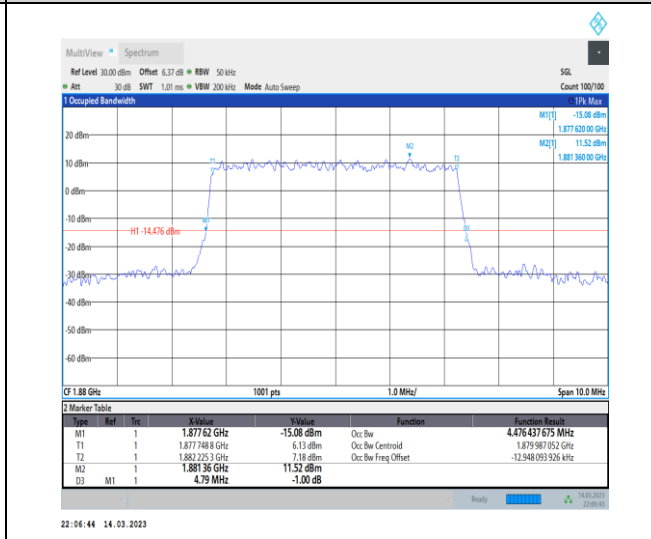 MultiView Spectrum
Ref Level 30.00 dBm Offset 6.37 dB RBW 50 kHz SGL
Att 30 dB SWT 1.01 ms VBW 200 kHz Mode Auto Sweep Count 100/100
1 Occupied Bandwidth 1Pk Max
M1[1] -15.08 dBm
1.877 620 00 GHz
M2[1] 11.52 dBm
1.881 360 00 GHz
20 dBm
M2
10 dBm
T1
T2
0 dBm
-10 dBm
M1
H1 -14.476 dBm
D3
-20 dBm
-30 dBm
-40 dBm
-50 dBm
-60 dBm
CF 1.88 GHz 1001 pts 1.0 MHz/ Span 10.0 MHz
2 Marker Table
Type Ref Trc X-Value Y-Value Function Function Result
M1 1 1.877 62 GHz -15.08 dBm Occ Bw 4.476 437 675 MHz
T1 1 1.877 748 8 GHz 6.13 dBm Occ Bw Centroid 1.879 987 052 GHz
T2 1 1.882 225 3 GHz 7.18 dBm Occ Bw Freq Offset -12.948 093 926 kHz
M2 1 1.881 36 GHz 11.52 dBm
D3 M1 1 4.79 MHz -1.00 dB
Ready 14.03.2023
22:06:43
22:06:44 14.03.2023